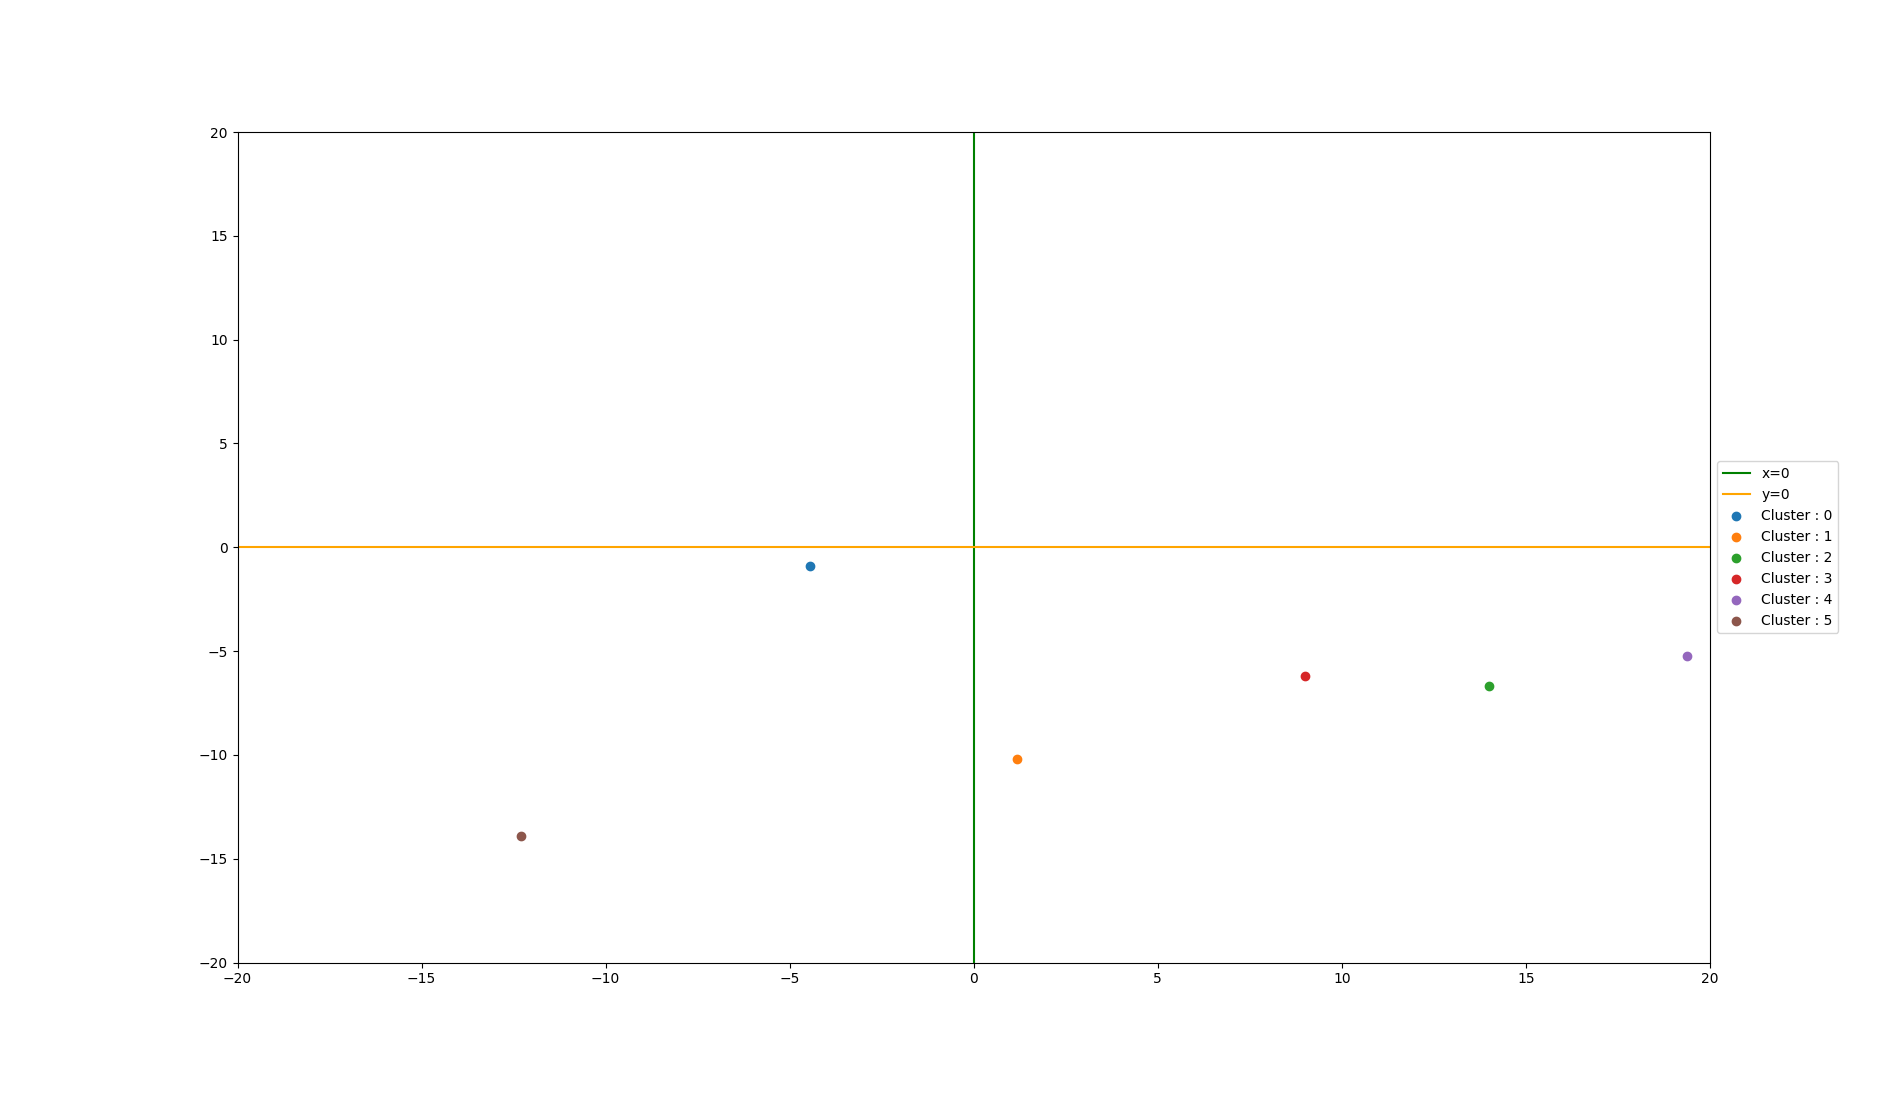 20
15
10
5
0
−5
−10
−15
−20
−20 −15 −10 −5 0 5 10 15 20
x=0
y=0
Cluster : 0
Cluster : 1
Cluster : 2
Cluster : 3
Cluster : 4
Cluster : 5